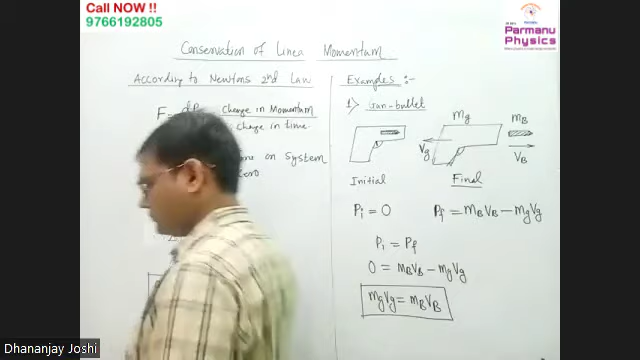 Call NOW !!
9766192805
Parmanu
Physics
Conservation of Linea Momentum
According to Newtons 2nd Law
Change in Momentum
change in time
on System
Examples :-
1) Gun-bullet
mg
mB
Vg
VB
Initial
Final
Pi = 0
Pf = mBVB - mgVg
Pi = Pf
0 = mBVB - mgVg
mgVg = mBVB
Dhananjay Joshi